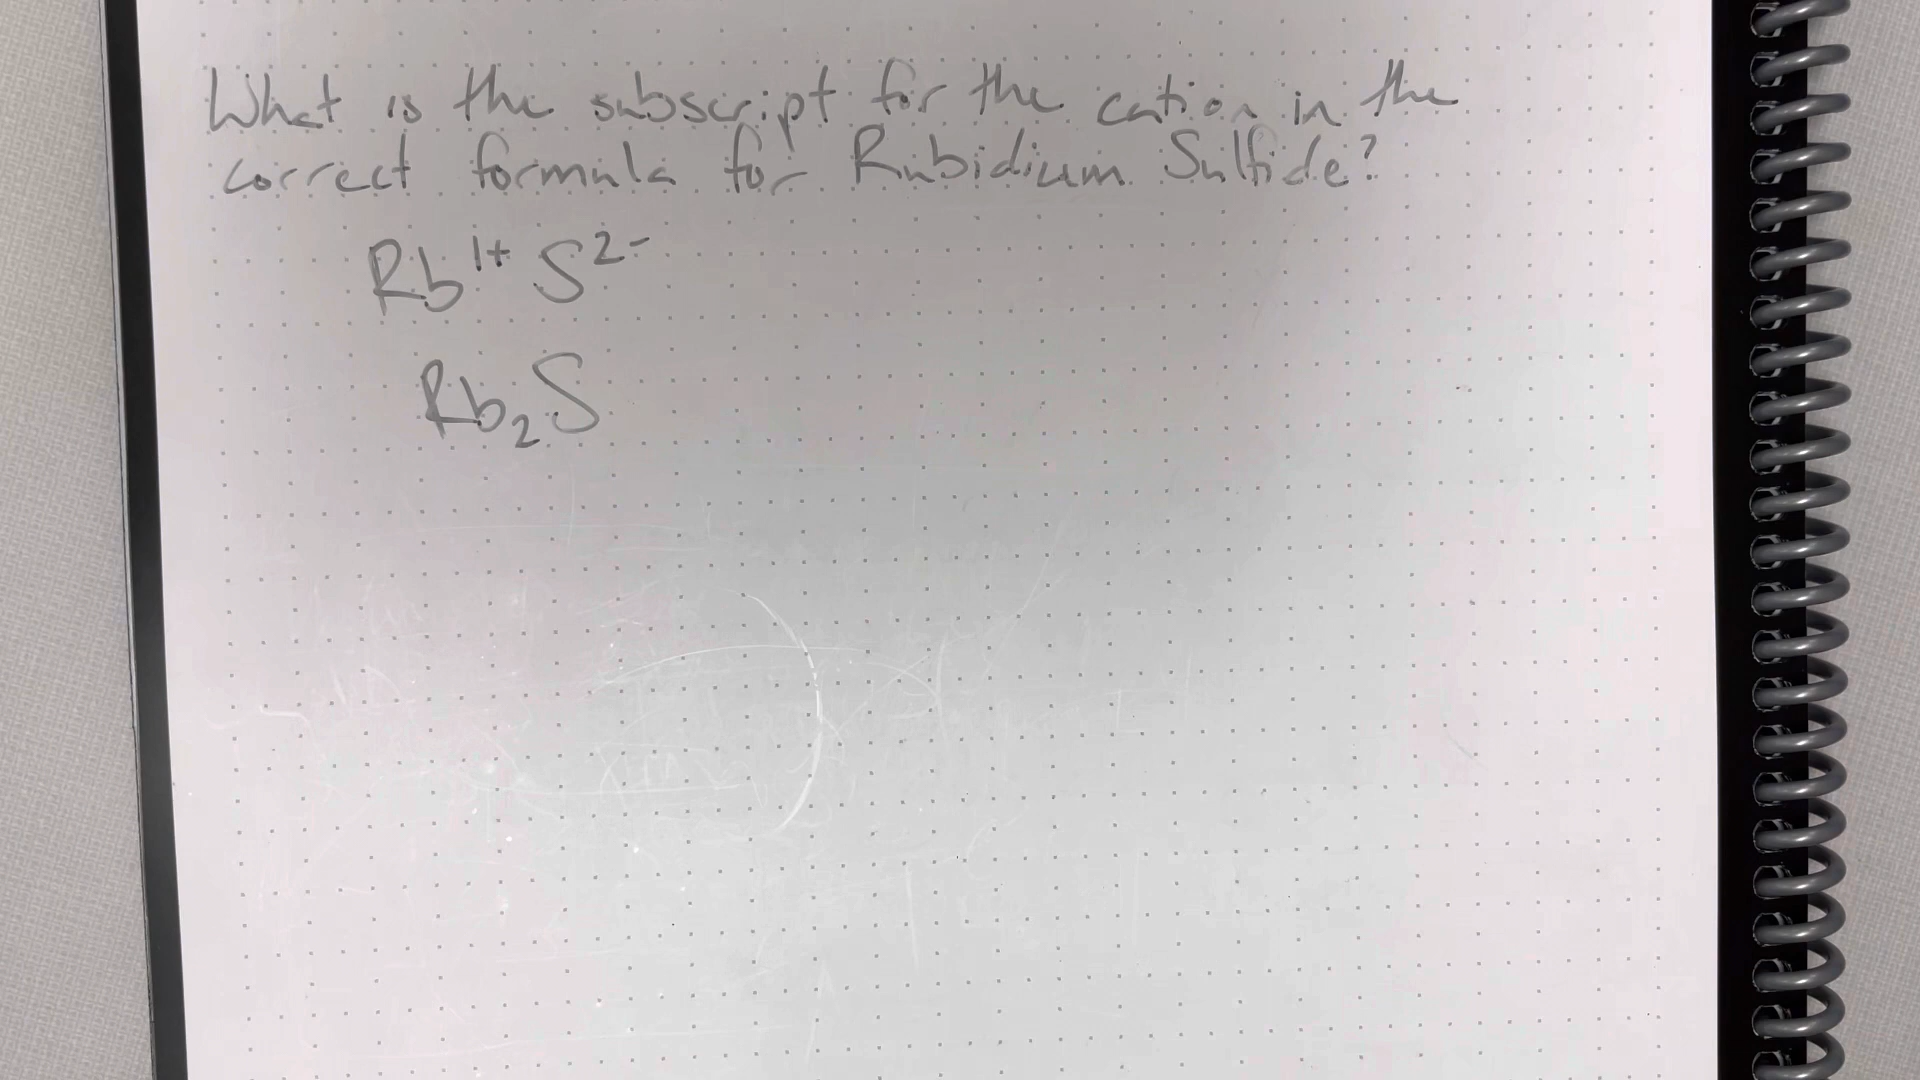 What is the subscript for the cation in the
correct formula for Rubidium Sulfide?
Rb¹⁺ S²⁻
Rb₂S